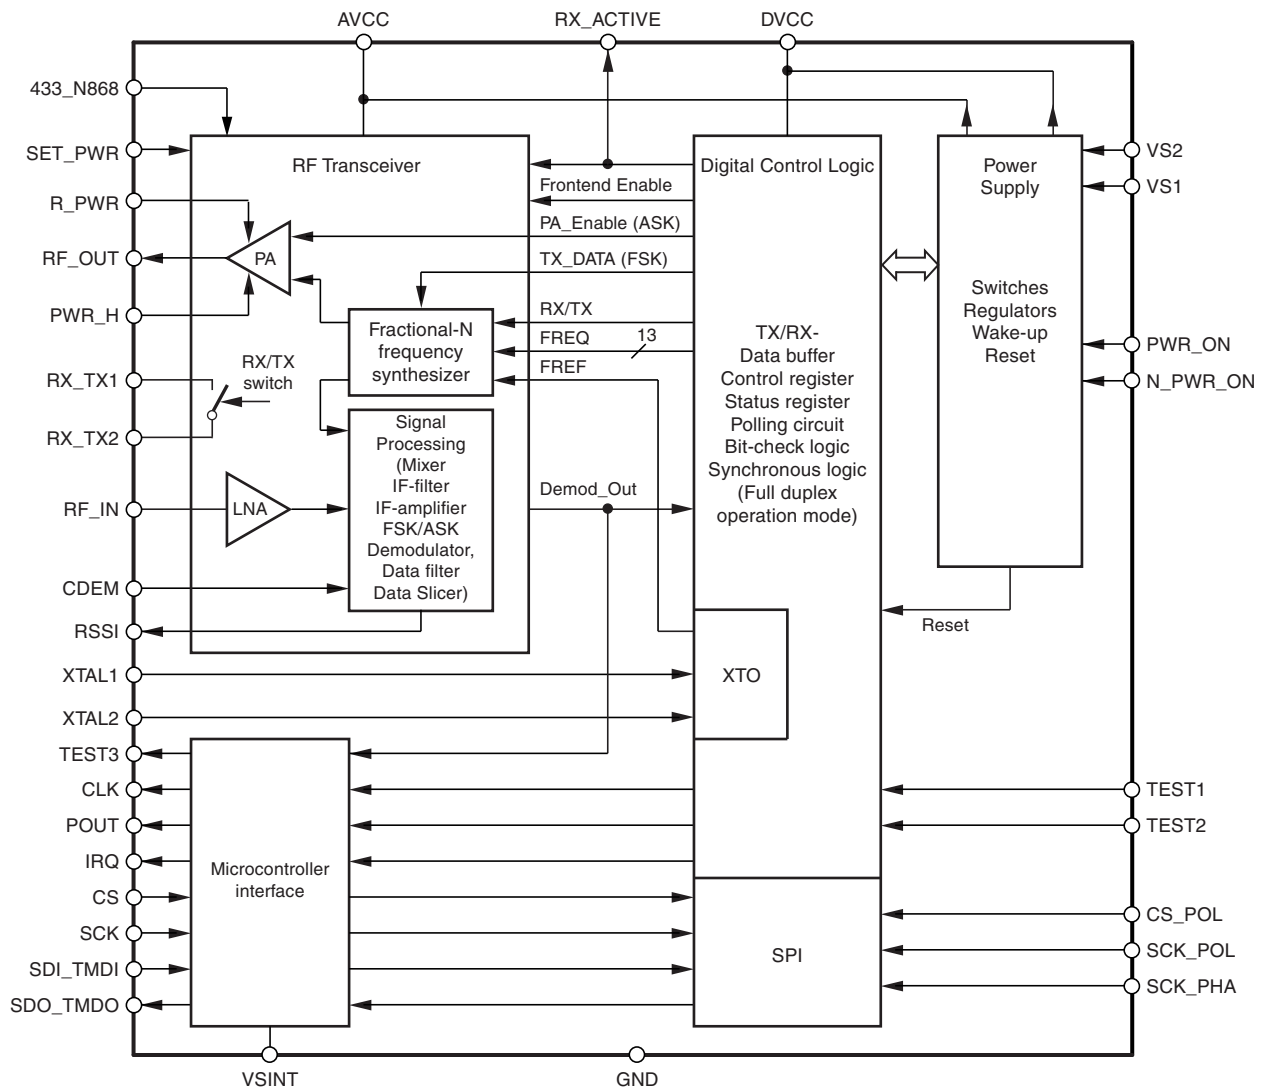 AVCC
RX_ACTIVE
DVCC
433_N868
SET_PWR
R_PWR
RF_OUT
PWR_H
RX_TX1
RX_TX2
RF_IN
CDEM
RSSI
XTAL1
XTAL2
TEST3
CLK
POUT
IRQ
CS
SCK
SDI_TMDI
SDO_TMDO
RF Transceiver
PA
RX/TX
switch
LNA
Fractional-N
frequency
synthesizer
Signal
Processing
(Mixer
IF-filter
IF-amplifier
FSK/ASK
Demodulator,
Data filter
Data Slicer)
Frontend Enable
PA_Enable (ASK)
TX_DATA (FSK)
RX/TX
FREQ
13
FREF
Demod_Out
Digital Control Logic
TX/RX-
Data buffer
Control register
Status register
Polling circuit
Bit-check logic
Synchronous logic
(Full duplex
operation mode)
XTO
SPI
Microcontroller
interface
Power
Supply
Switches
Regulators
Wake-up
Reset
Reset
VS2
VS1
PWR_ON
N_PWR_ON
TEST1
TEST2
CS_POL
SCK_POL
SCK_PHA
VSINT
GND